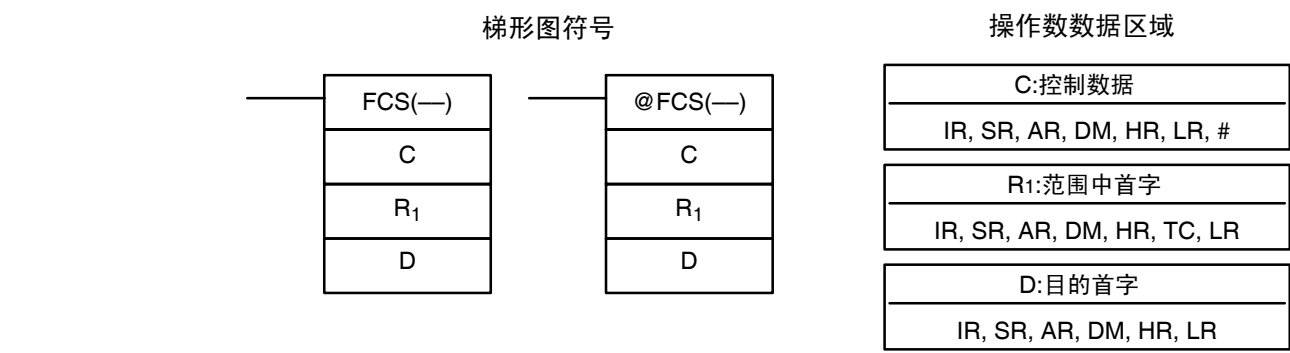 梯形图符号
操作数数据区域
FCS(—)
C
R1
D
@FCS(—)
C
R1
D
C:控制数据
IR, SR, AR, DM, HR, LR, #
R1:范围中首字
IR, SR, AR, DM, HR, TC, LR
D:目的首字
IR, SR, AR, DM, HR, LR